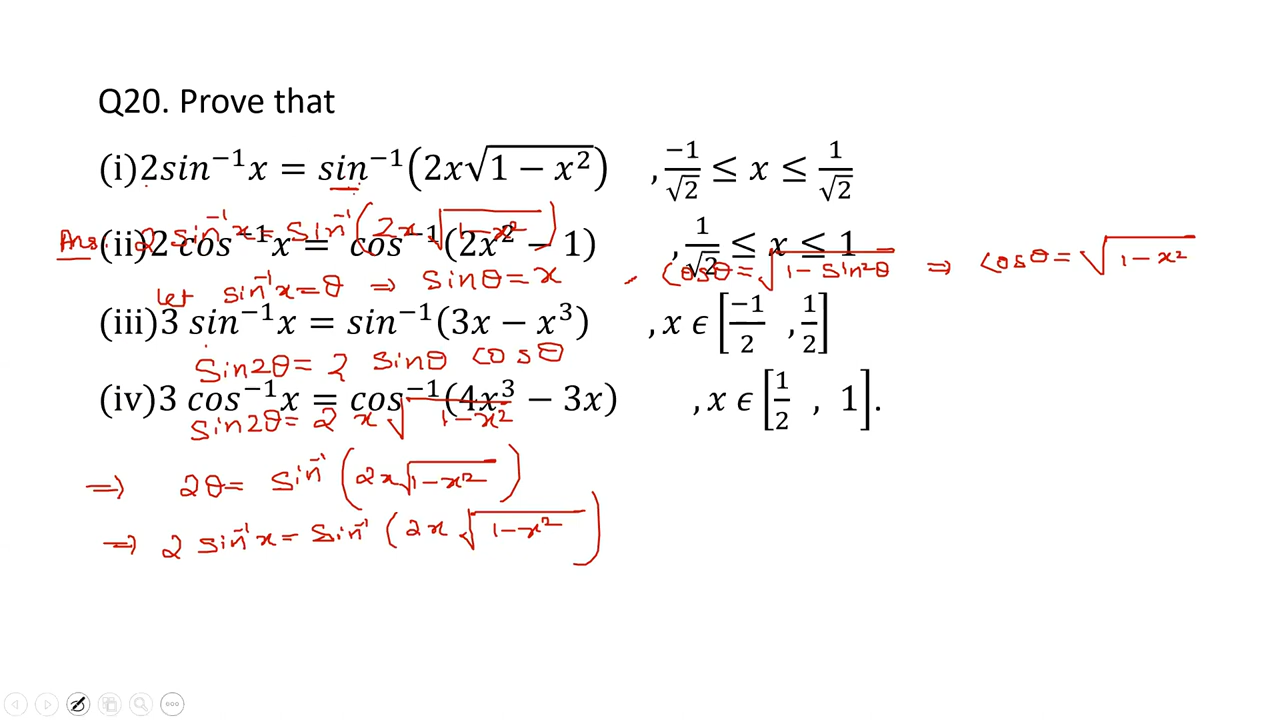 Q20. Prove that
(i)2sin⁻¹x = sin⁻¹(2x√(1 − x²)) , −1/√2 ≤ x ≤ 1/√2
Ans. 2 sin⁻¹x = sin⁻¹(2x√(1−x²))
(ii)2 cos⁻¹x = cos⁻¹(2x² − 1) , 1/√2 ≤ x ≤ 1
let sin⁻¹x = θ ⇒ sinθ = x , cosθ = √(1 − sin²θ) ⇒ cosθ = √(1−x²)
(iii)3 sin⁻¹x = sin⁻¹(3x − x³) , x ϵ [−1/2 , 1/2]
sin2θ = 2 sinθ cosθ
(iv)3 cos⁻¹x = cos⁻¹(4x³ − 3x) , x ϵ [1/2 , 1].
sin2θ = 2 x √(1−x²)
⇒ 2θ = sin⁻¹(2x√(1−x²))
⇒ 2 sin⁻¹x = sin⁻¹(2x√(1−x²))